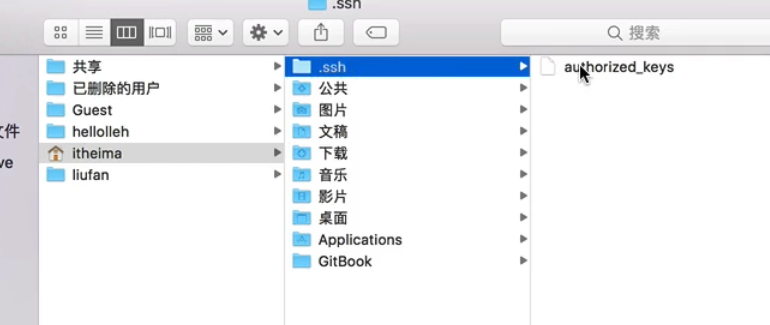 .ssh
搜索
共享
已删除的用户
Guest
hellolleh
itheima
liufan
文件
ve
.ssh
公共
图片
文稿
下载
音乐
影片
桌面
Applications
GitBook
authorized_keys